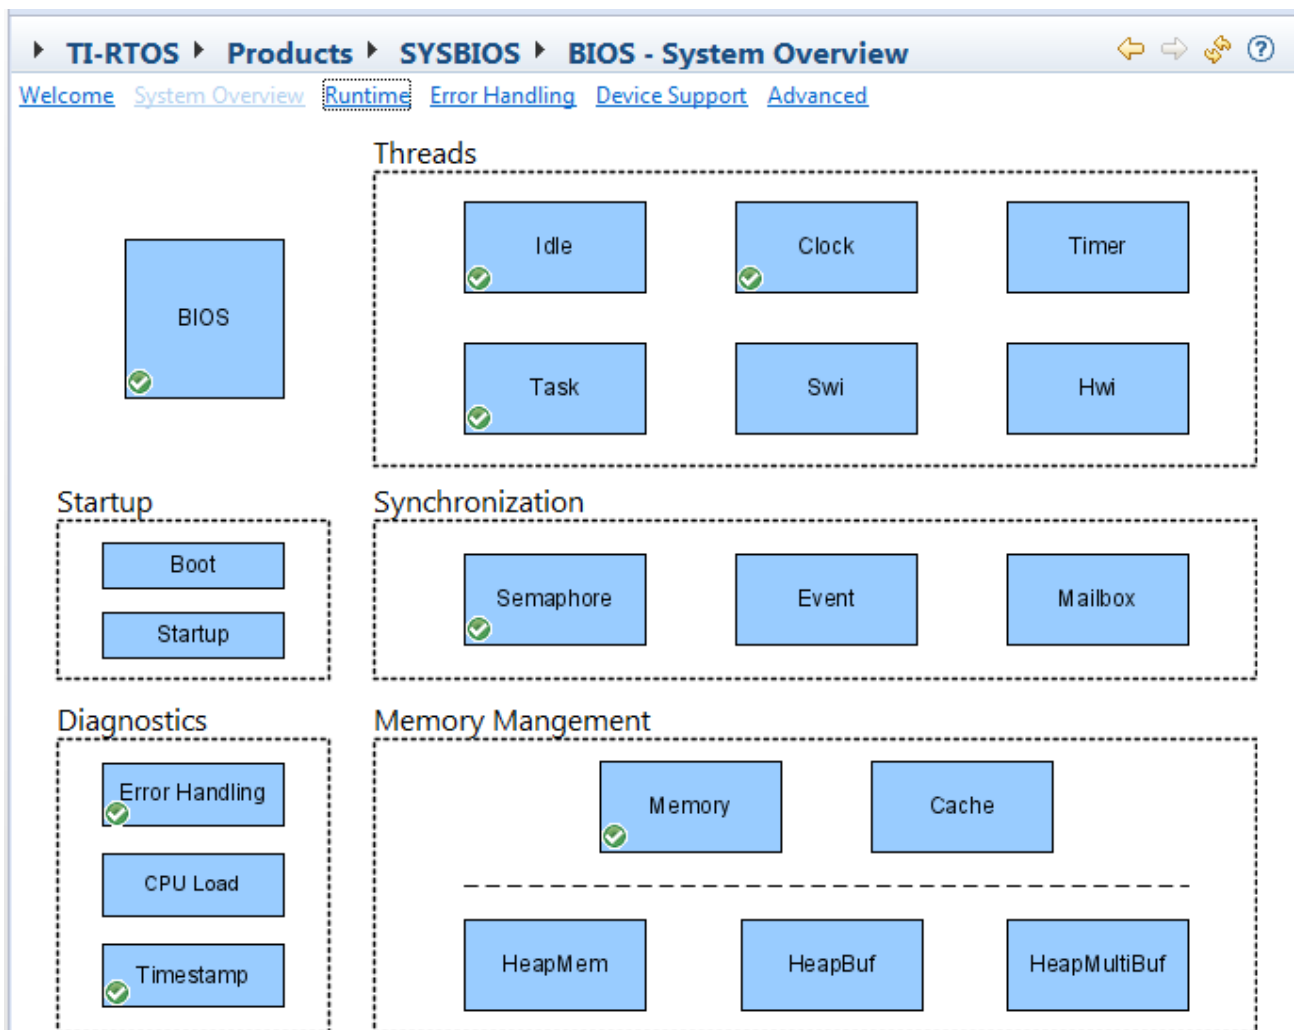 TI-RTOS Products SYSBIOS BIOS - System Overview
Welcome System Overview Runtime Error Handling Device Support Advanced
Threads
Idle Clock Timer
BIOS
Task Swi Hwi
Startup Synchronization
Boot
Semaphore Event Mailbox
Startup
Diagnostics Memory Mangement
Error Handling
Memory Cache
CPU Load
HeapMem HeapBuf HeapMultiBuf
Timestamp